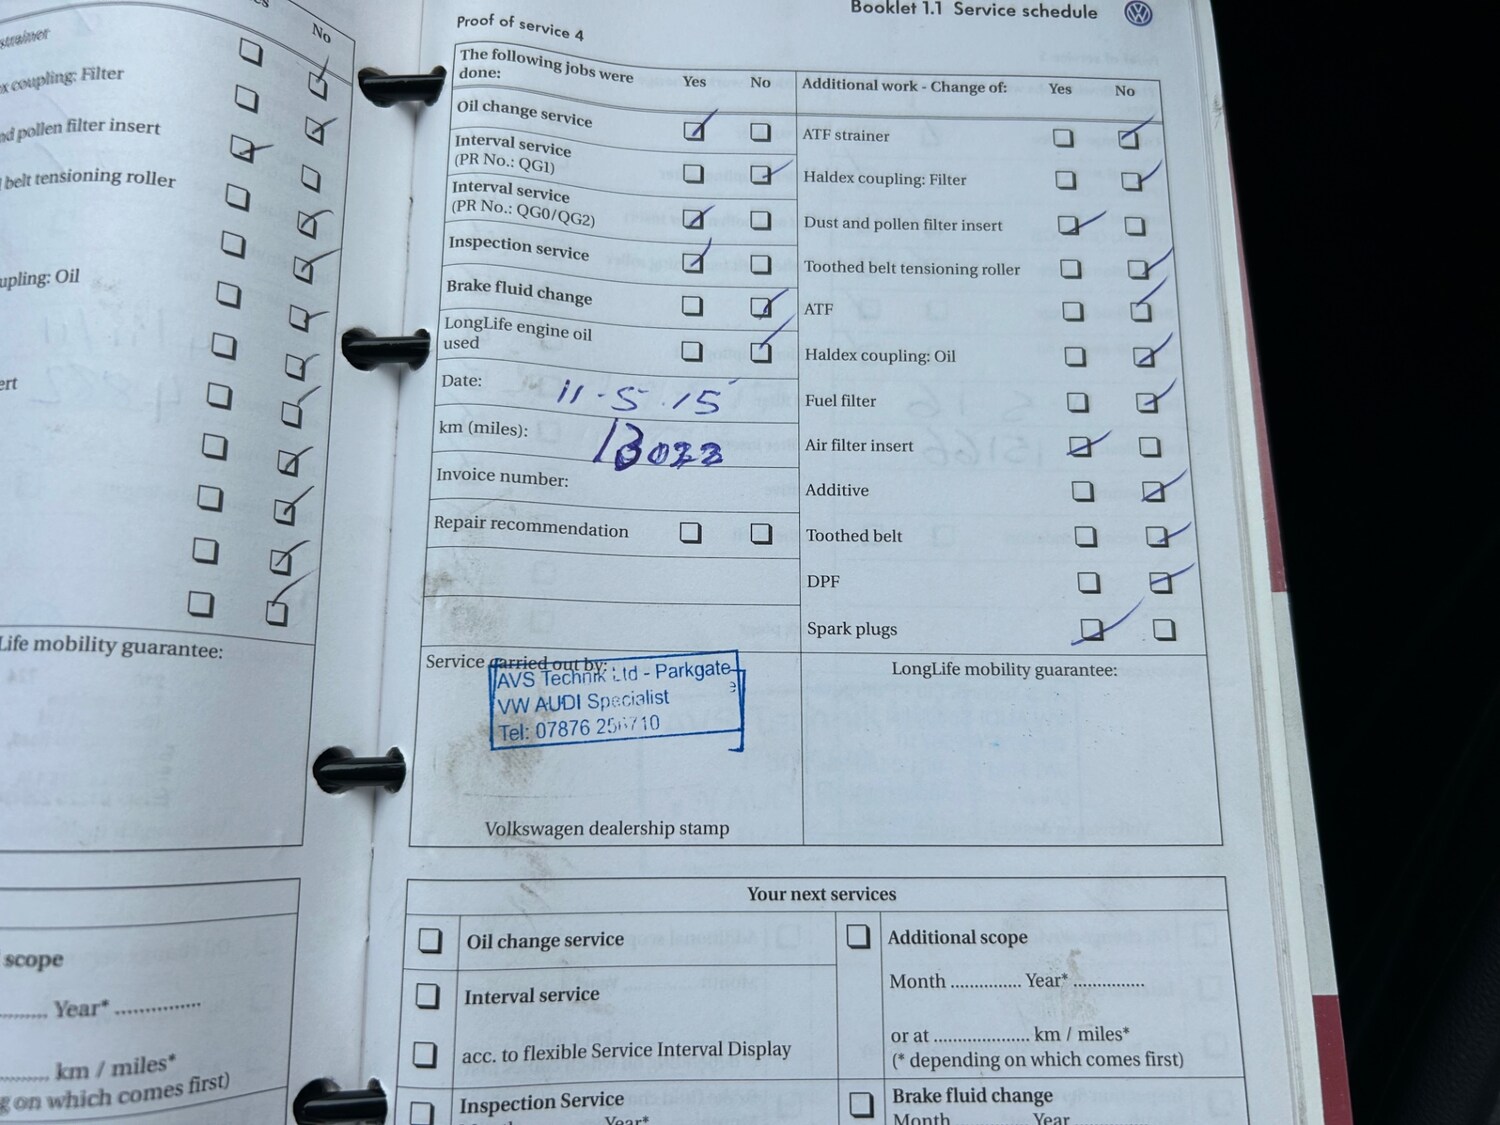 No
strainer
coupling: Filter
pollen filter insert
belt tensioning roller
upling: Oil
ert
Life mobility guarantee:
scope
......... Year* ...............
......... km / miles*
on which comes first)
Booklet 1.1 Service schedule
Proof of service 4
The following jobs were done: Yes No
Oil change service
Interval service
(PR No.: QG1)
Interval service
(PR No.: QG0/QG2)
Inspection service
Brake fluid change
LongLife engine oil
used
Date: 11-5.15
km (miles):
Invoice number:
Repair recommendation
Additional work - Change of: Yes No
ATF strainer
Haldex coupling: Filter
Dust and pollen filter insert
Toothed belt tensioning roller
ATF
Haldex coupling: Oil
Fuel filter
Air filter insert
Additive
Toothed belt
DPF
Spark plugs
Service carried out by:
AVS Technik Ltd - Parkgate
VW AUDI Specialist
Tel: 07876
Volkswagen dealership stamp
LongLife mobility guarantee:
Your next services
Oil change service
Interval service
acc. to flexible Service Interval Display
Inspection Service
Year*
Additional scope
Month ............... Year* ...............
or at .................... km / miles*
(* depending on which comes first)
Brake fluid change
Month Year